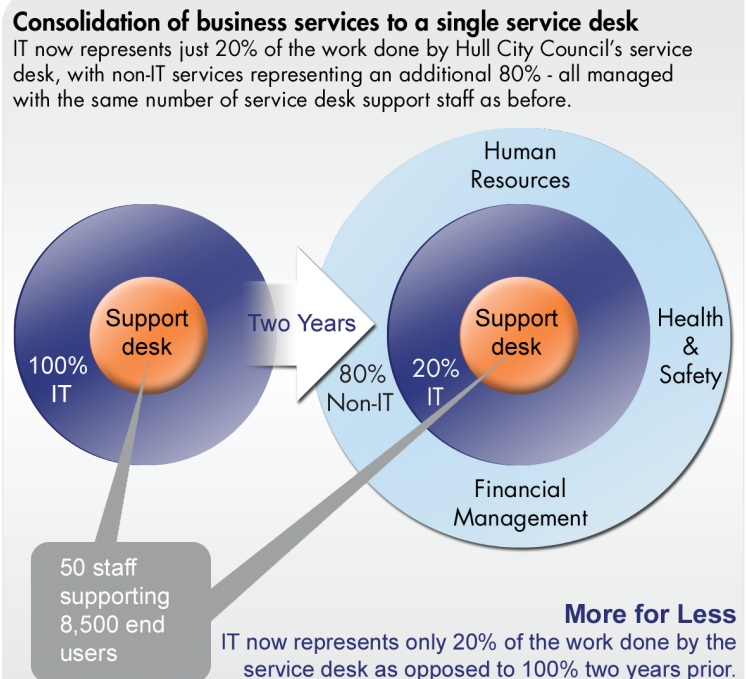 Consolidation of business services to a single service desk
IT now represents just 20% of the work done by Hull City Council's service
desk, with non-IT services representing an additional 80% - all managed
with the same number of service desk support staff as before.
Human
Resources
Support
desk
100%
IT
Two Years
80%
Non-IT
20%
IT
Support
desk
Health
&
Safety
Financial
Management
50 staff
supporting
8,500 end
users
More for Less
IT now represents only 20% of the work done by the
service desk as opposed to 100% two years prior.